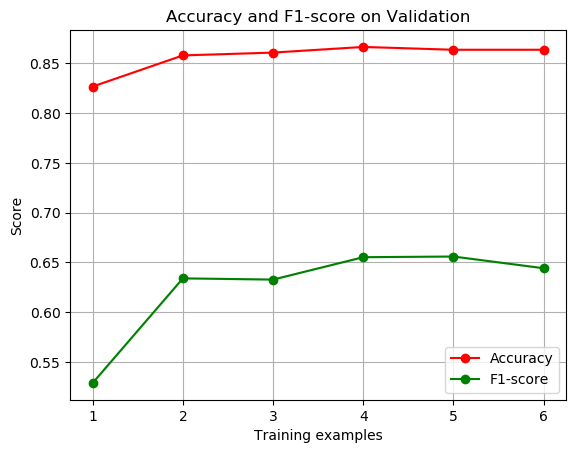 Accuracy and F1-score on Validation
0.85
0.80
0.75
0.70
0.65
0.60
0.55
Score
Accuracy
F1-score
1 2 3 4 5 6
Training examples